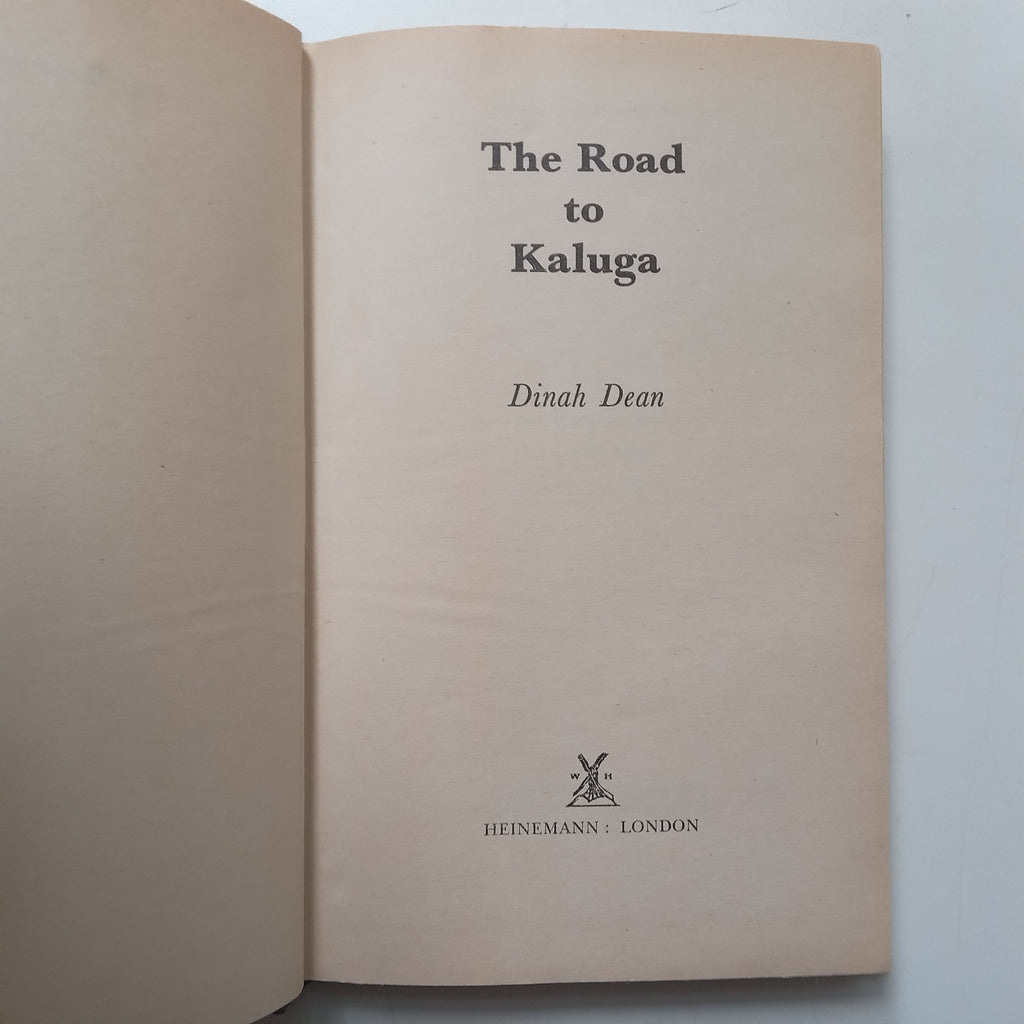 The Road
to
Kaluga
Dinah Dean
W H
HEINEMANN : LONDON